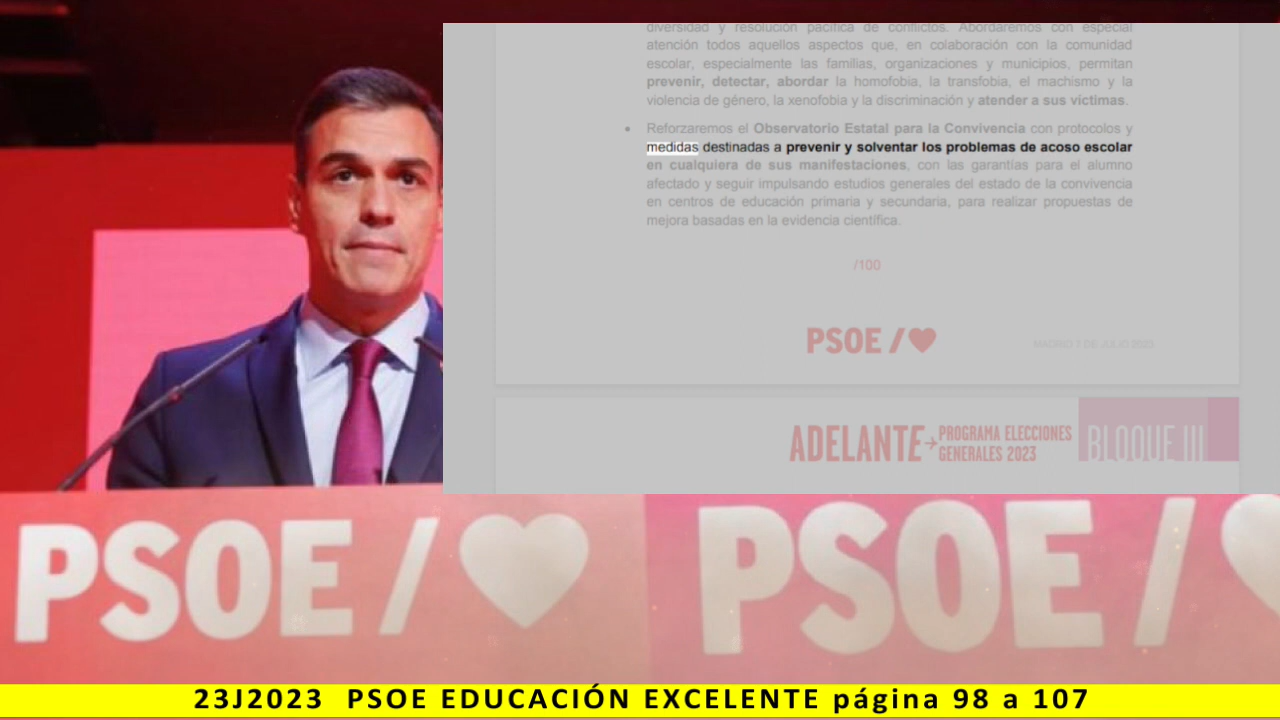 diversidad y resolución pacífica de conflictos. Abordaremos con especial
atención todos aquellos aspectos que, en colaboración con la comunidad
escolar, especialmente las familias, organizaciones y municipios, permitan
prevenir, detectar, abordar la homofobia, la transfobia, el machismo y la
violencia de género, la xenofobia y la discriminación y atender a sus víctimas.
• Reforzaremos el Observatorio Estatal para la Convivencia con protocolos y
medidas destinadas a prevenir y solventar los problemas de acoso escolar
en cualquiera de sus manifestaciones, con las garantías para el alumno
afectado y seguir impulsando estudios generales del estado de la convivencia
en centros de educación primaria y secundaria, para realizar propuestas de
mejora basadas en la evidencia científica.
/100
PSOE /
MADRID 7 DE JULIO 2023
ADELANTE → PROGRAMA ELECCIONES
GENERALES 2023
BLOQUE III
PSOE /
PSOE /
23J2023 PSOE EDUCACIÓN EXCELENTE página 98 a 107